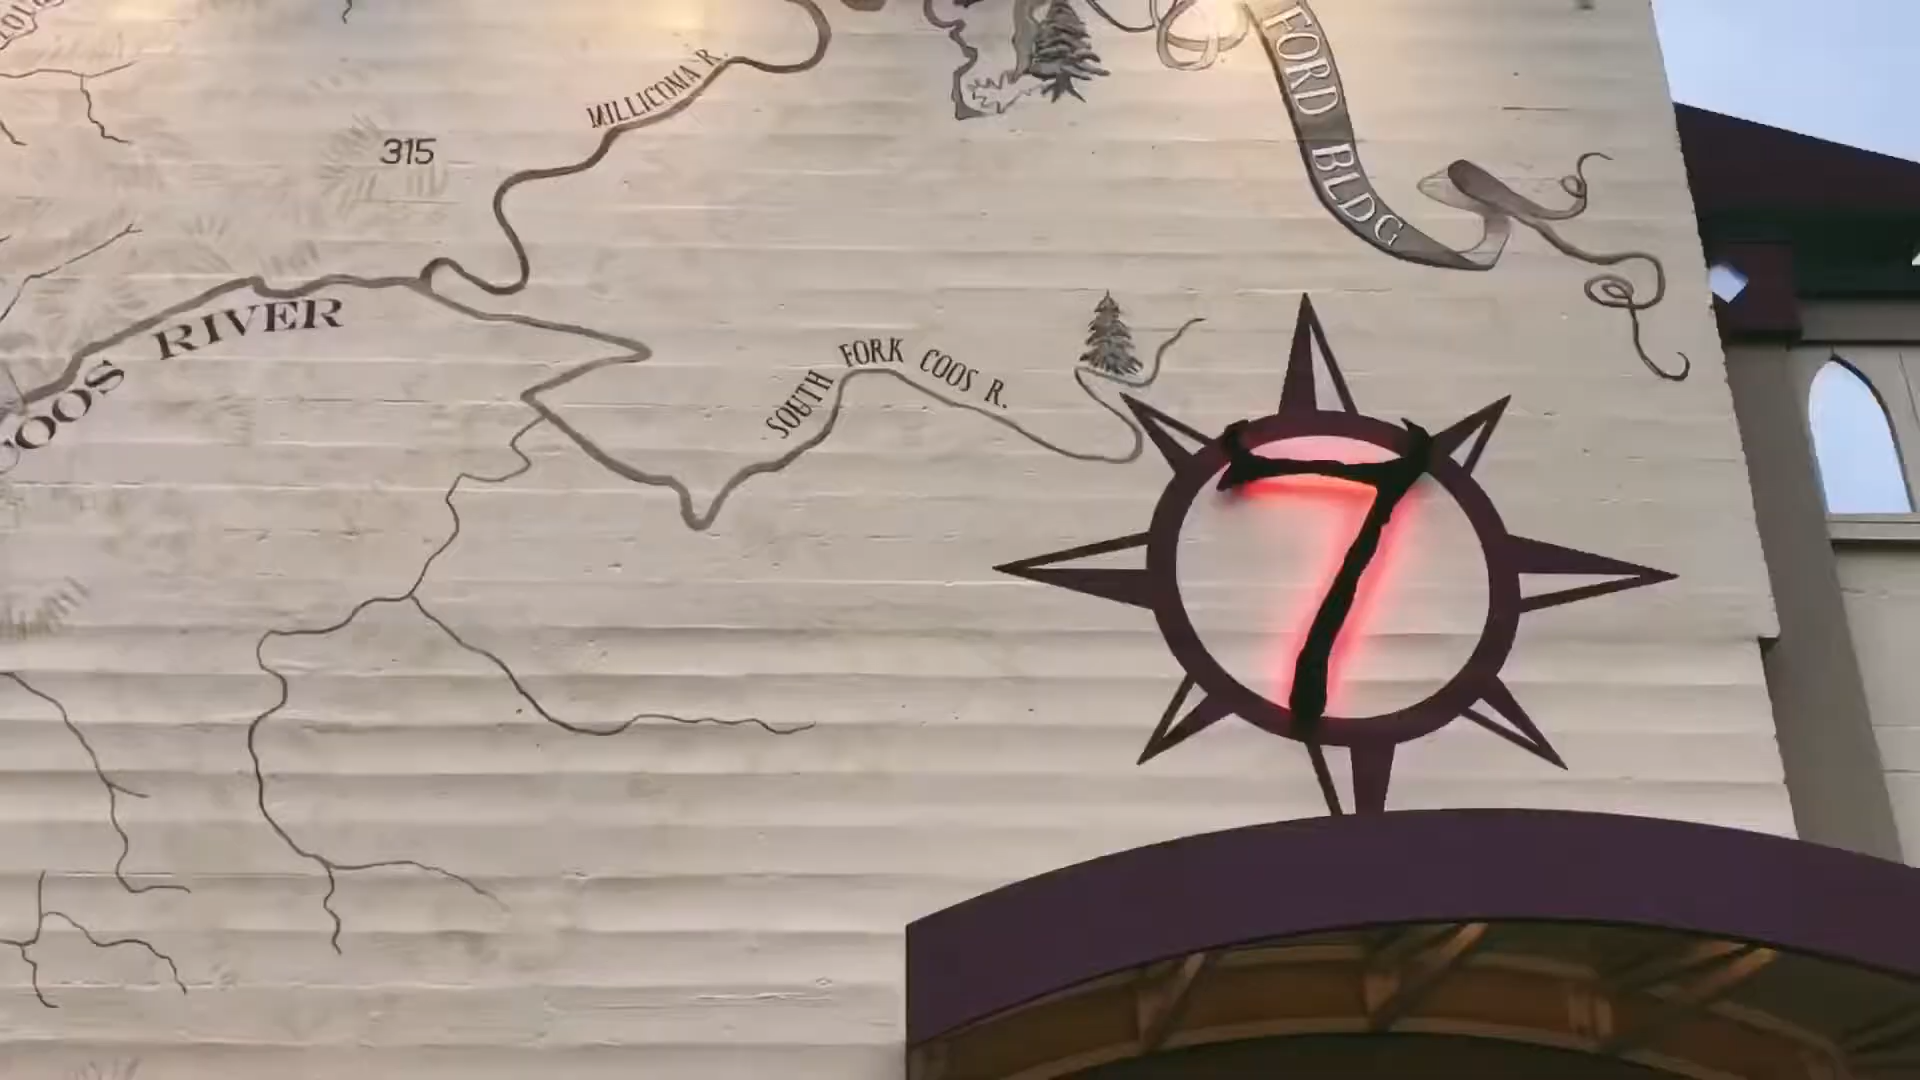 MILLICOMA R.
FORD BLDG
315
COOS RIVER
SOUTH FORK COOS R.
7